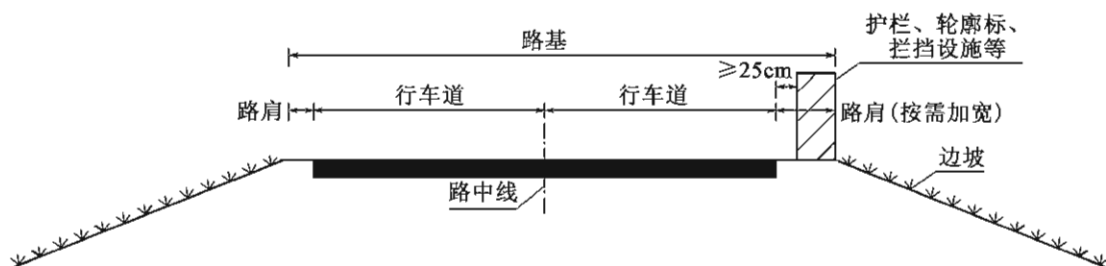 路基
护栏、轮廓标、
拦挡设施等
≥25cm
路肩
行车道
行车道
路肩(按需加宽)
边坡
路中线